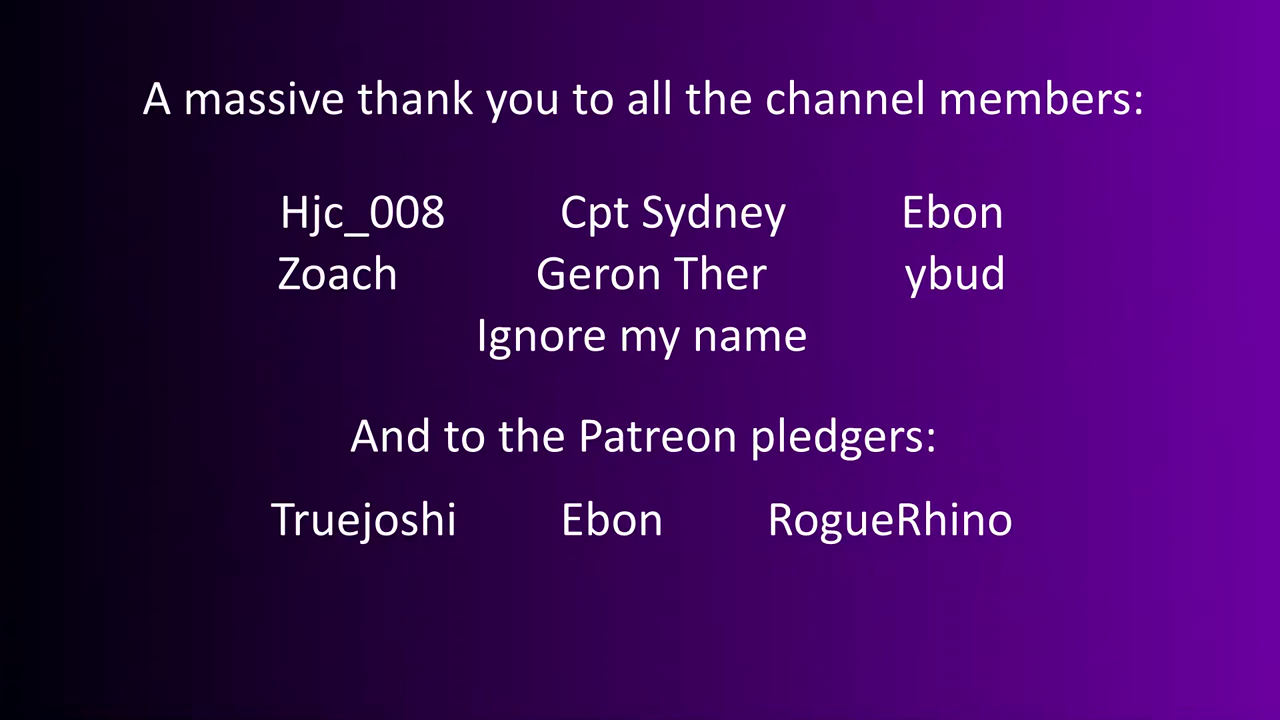 A massive thank you to all the channel members:
Hjc_008 Cpt Sydney Ebon
Zoach Geron Ther ybud
Ignore my name
And to the Patreon pledgers:
Truejoshi Ebon RogueRhino